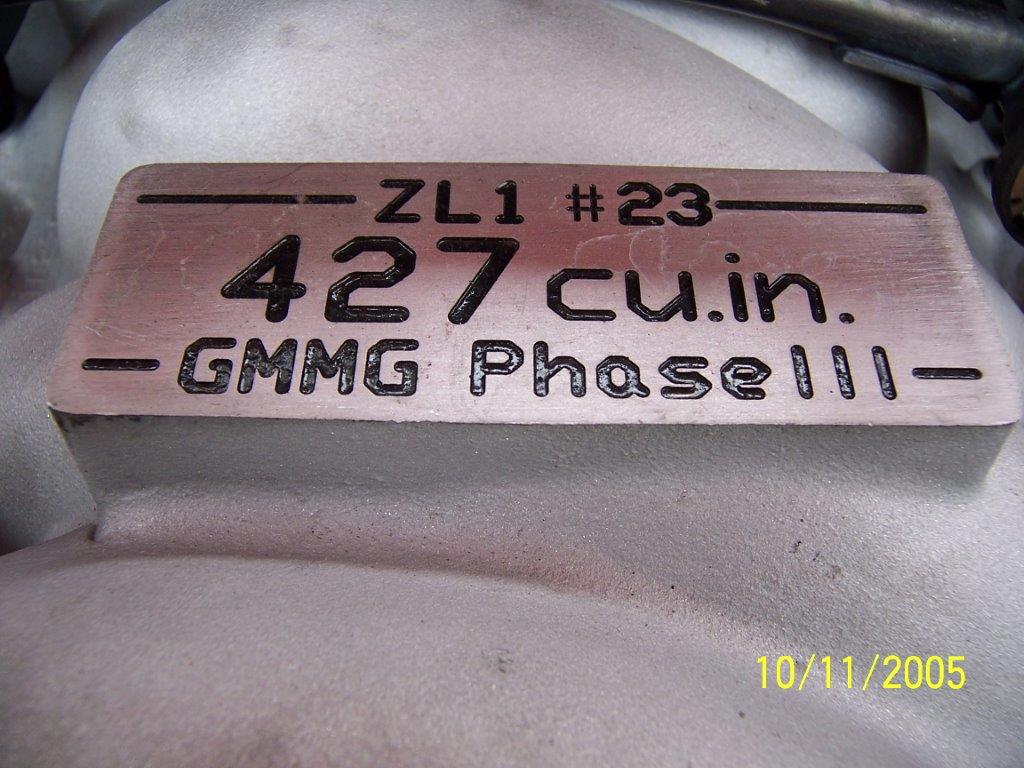 ZL1 #23
427 cu.in.
GMMG Phase III
10/11/2005